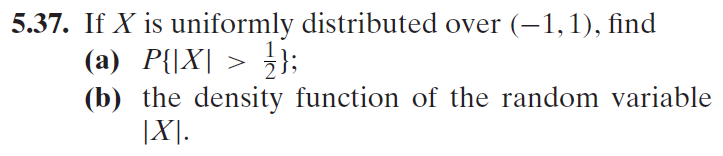 5.37. If X is uniformly distributed over (−1, 1), find
(a) P{|X| > 1/2};
(b) the density function of the random variable
|X|.